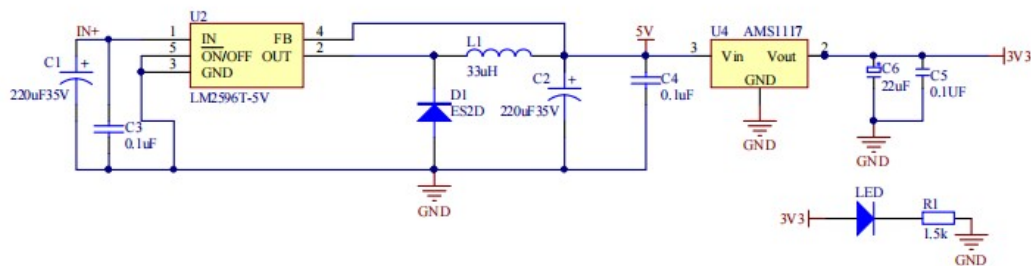 U2
IN+
1
IN
FB
4
5
ON/OFF
OUT
2
3
GND
LM2596T-5V
C1
+
220uF35V
C3
0.1uF
D1
ES2D
L1
33uH
C2
+
220uF35V
5V
C4
0.1uF
GND
U4
AMS1117
3
Vin
Vout
2
GND
GND
C6
22uF
C5
0.1UF
3V3
GND
LED
3V3
R1
1.5k
GND